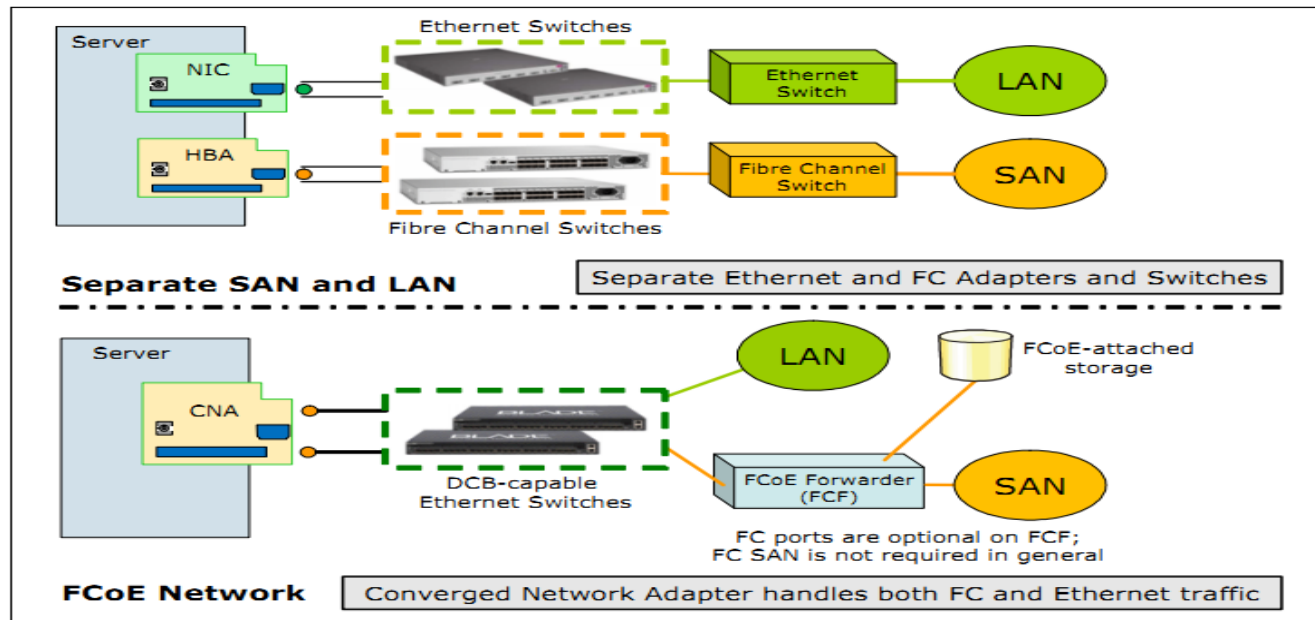 Ethernet Switches
Server
NIC
Ethernet
Switch
LAN
HBA
Fibre Channel
Switch
SAN
Fibre Channel Switches
Separate SAN and LAN
Separate Ethernet and FC Adapters and Switches
Server
LAN
FCoE-attached
storage
CNA
BLADE
BLADE
DCB-capable
Ethernet Switches
FCoE Forwarder
(FCF)
SAN
FC ports are optional on FCF;
FC SAN is not required in general
FCoE Network
Converged Network Adapter handles both FC and Ethernet traffic